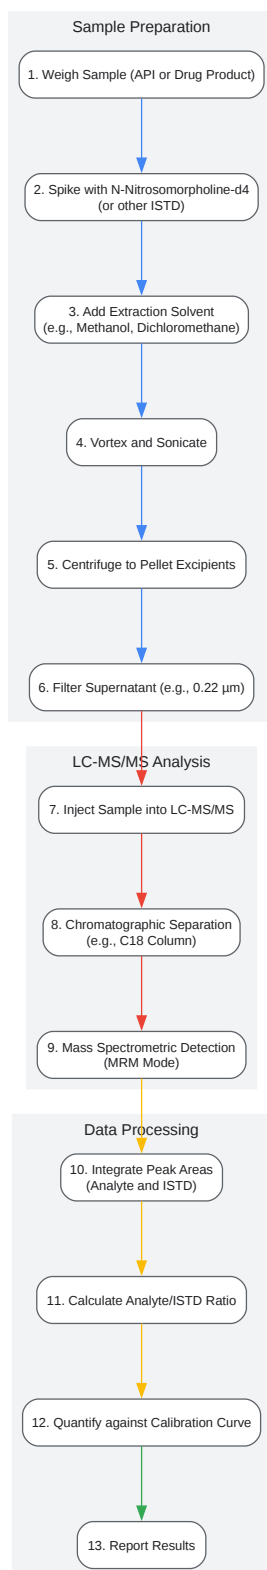 Sample Preparation
1. Weigh Sample (API or Drug Product)
2. Spike with N-Nitrosomorpholine-d4
(or other ISTD)
3. Add Extraction Solvent
(e.g., Methanol, Dichloromethane)
4. Vortex and Sonicate
5. Centrifuge to Pellet Excipients
6. Filter Supernatant (e.g., 0.22 µm)
LC-MS/MS Analysis
7. Inject Sample into LC-MS/MS
8. Chromatographic Separation
(e.g., C18 Column)
9. Mass Spectrometric Detection
(MRM Mode)
Data Processing
10. Integrate Peak Areas
(Analyte and ISTD)
11. Calculate Analyte/ISTD Ratio
12. Quantify against Calibration Curve
13. Report Results